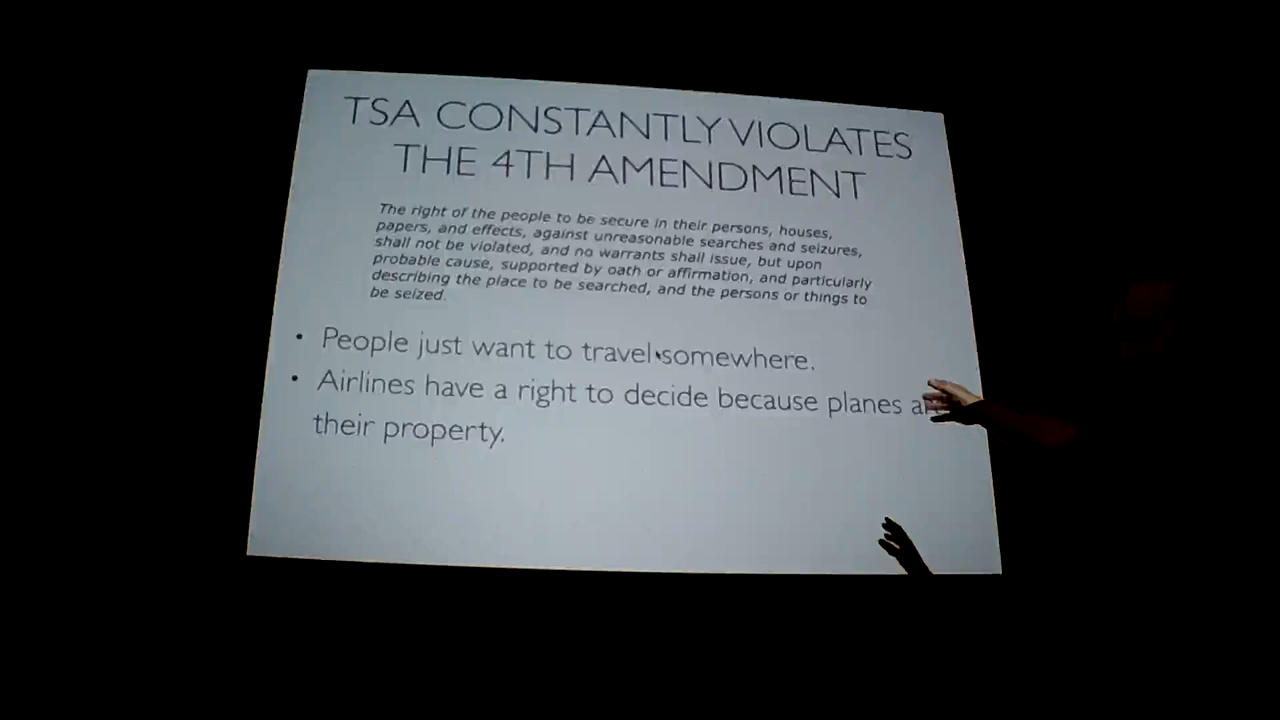 TSA CONSTANTLY VIOLATES
THE 4TH AMENDMENT
The right of the people to be secure in their persons, houses,
papers, and effects, against unreasonable searches and seizures,
shall not be violated, and no warrants shall issue, but upon
probable cause, supported by oath or affirmation, and particularly
describing the place to be searched, and the persons or things to
be seized.
• People just want to travel somewhere.
• Airlines have a right to decide because planes
their property.